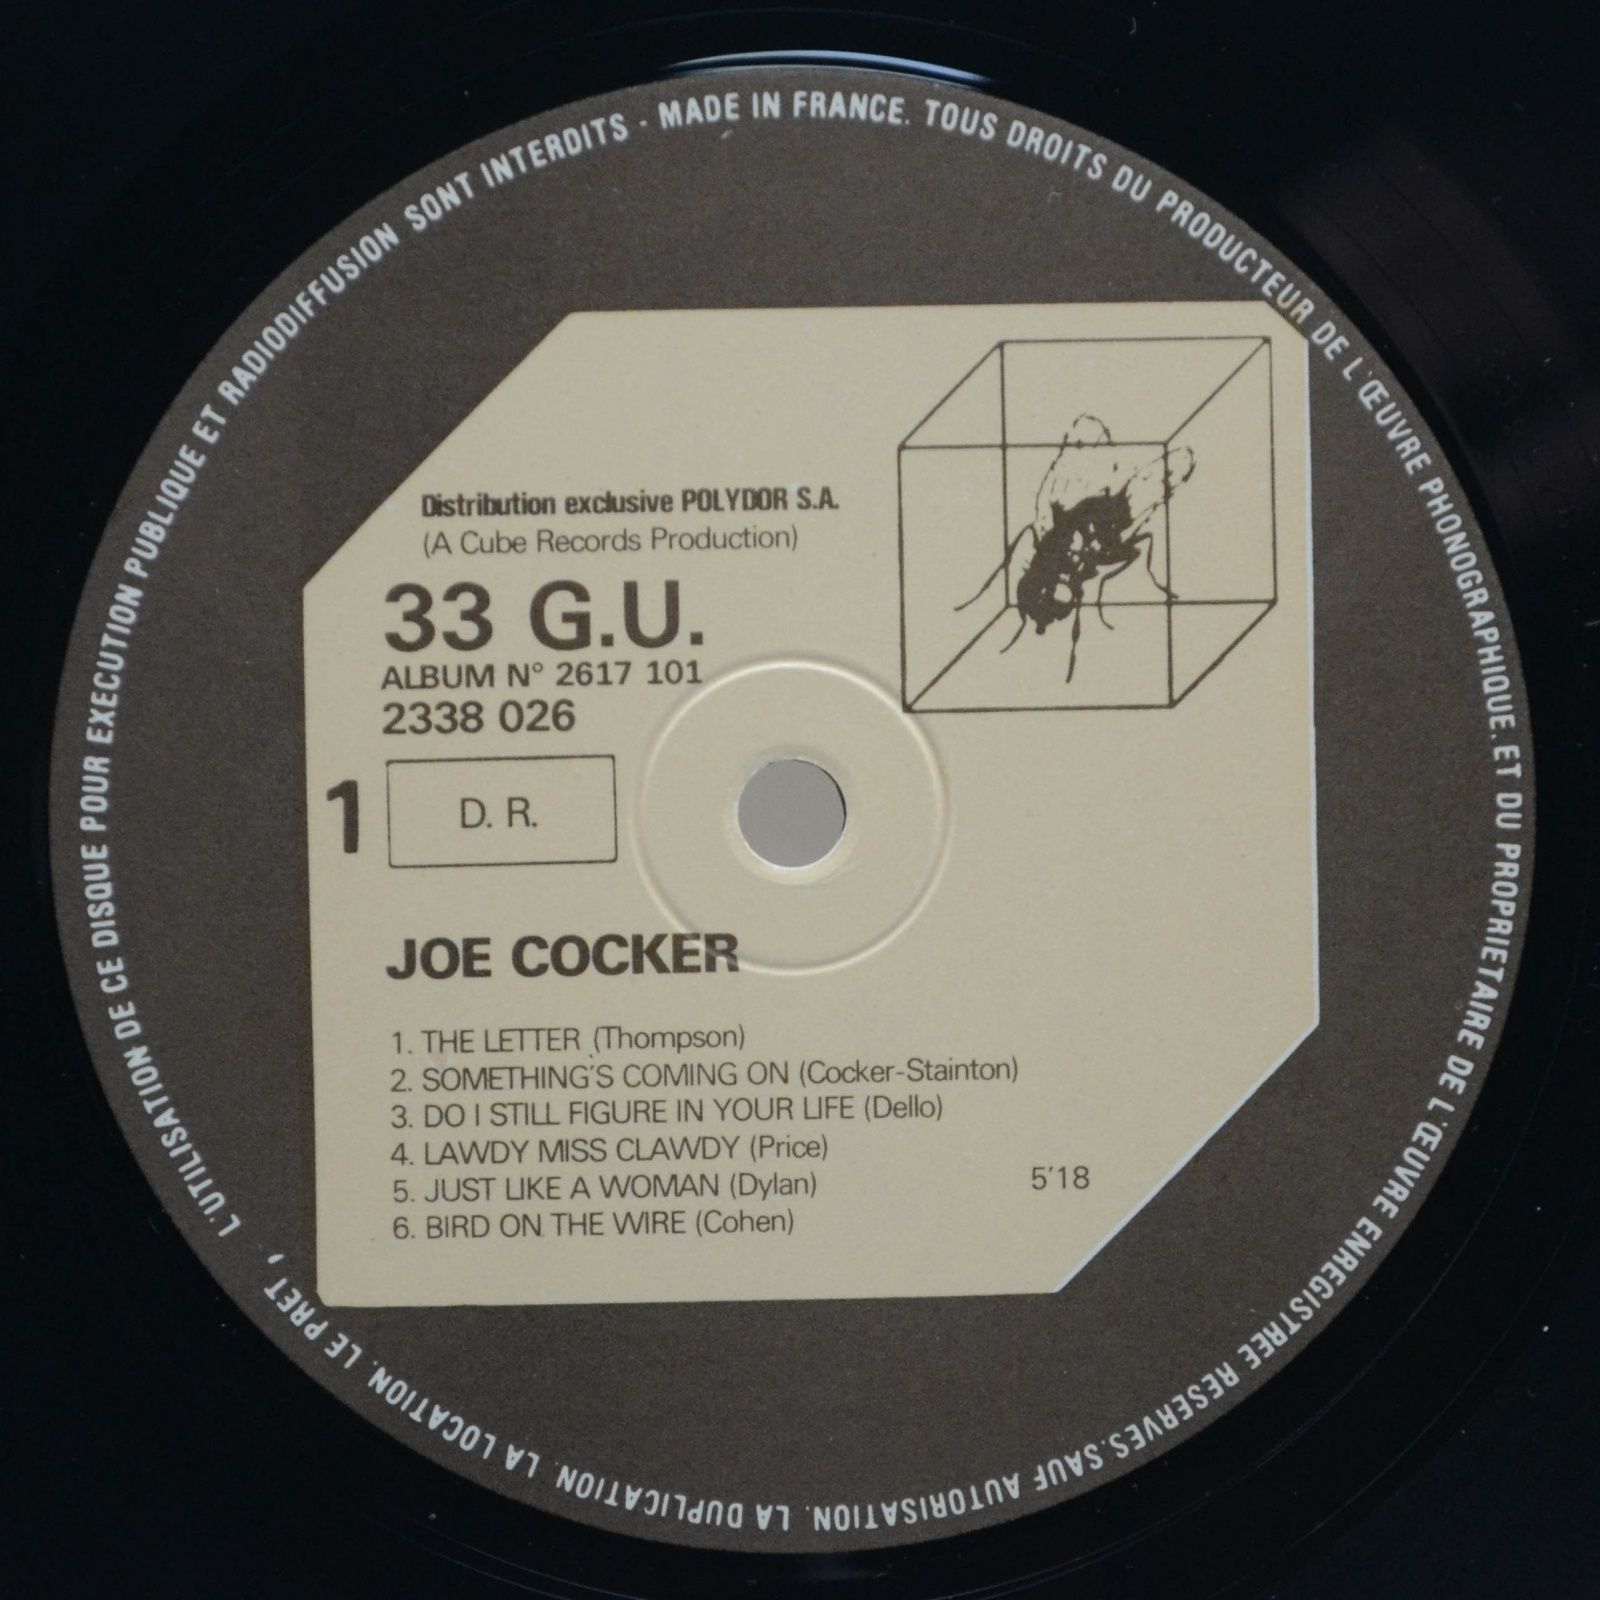 MADE IN FRANCE. TOUS DROITS DU PRODUCTEUR DE L'ŒUVRE PHONOGRAPHIQUE. ET DU PROPRIETAIRE DE L'ŒUVRE ENREGISTREE RESERVES. SAUF AUTORISATION. LA DUPLICATION. LA LOCATION. LE PRET, L'UTILISATION DE CE DISQUE POUR EXECUTION PUBLIQUE ET RADIODIFFUSION SONT INTERDITS -
Distribution exclusive POLYDOR S.A.
(A Cube Records Production)
33 G.U.
ALBUM N° 2617 101
2338 026
1 D. R.
JOE COCKER
1. THE LETTER (Thompson)
2. SOMETHING'S COMING ON (Cocker-Stainton)
3. DO I STILL FIGURE IN YOUR LIFE (Dello)
4. LAWDY MISS CLAWDY (Price)
5. JUST LIKE A WOMAN (Dylan) 5'18
6. BIRD ON THE WIRE (Cohen)